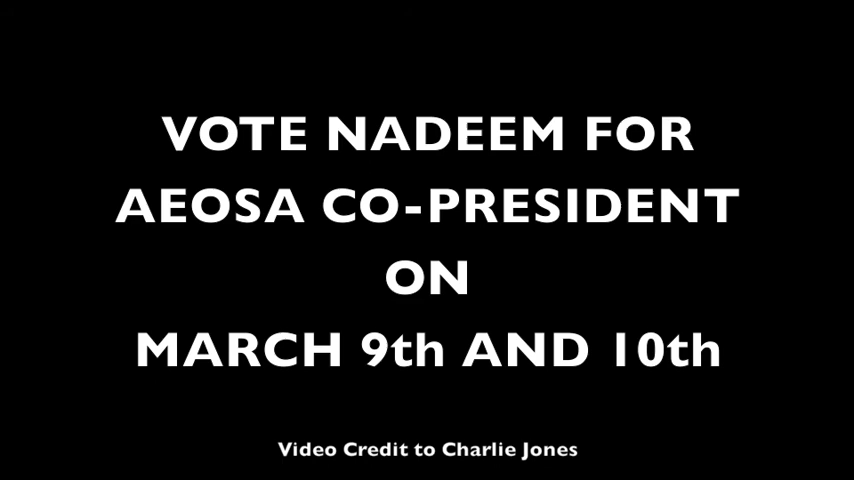 VOTE NADEEM FOR
AEOSA CO-PRESIDENT
ON
MARCH 9th AND 10th
Video Credit to Charlie Jones